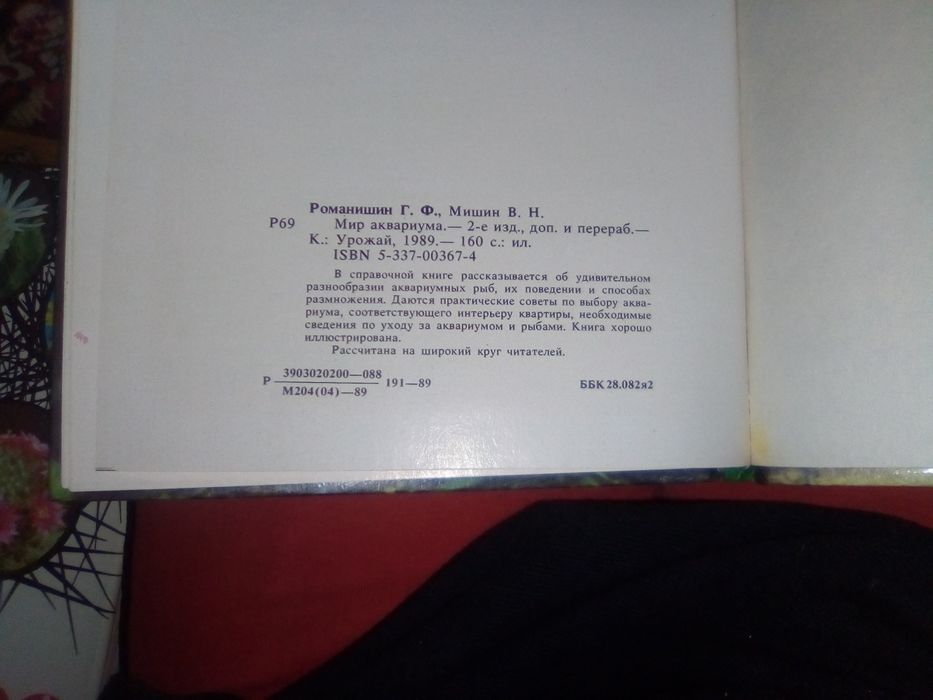 Романишин Г. Ф., Мишин В. Н.
Р69 Мир аквариума.— 2-е изд., доп. и перераб.—
К.: Урожай, 1989.— 160 с.: ил.
ISBN 5-337-00367-4
В справочной книге рассказывается об удивительном
разнообразии аквариумных рыб, их поведении и способах
размножения. Даются практические советы по выбору аква-
риума, соответствующего интерьеру квартиры, необходимые
сведения по уходу за аквариумом и рыбами. Книга хорошо
иллюстрирована.
Рассчитана на широкий круг читателей.
3903020200—088
Р 191—89 ББК 28.082я2
М204(04)—89